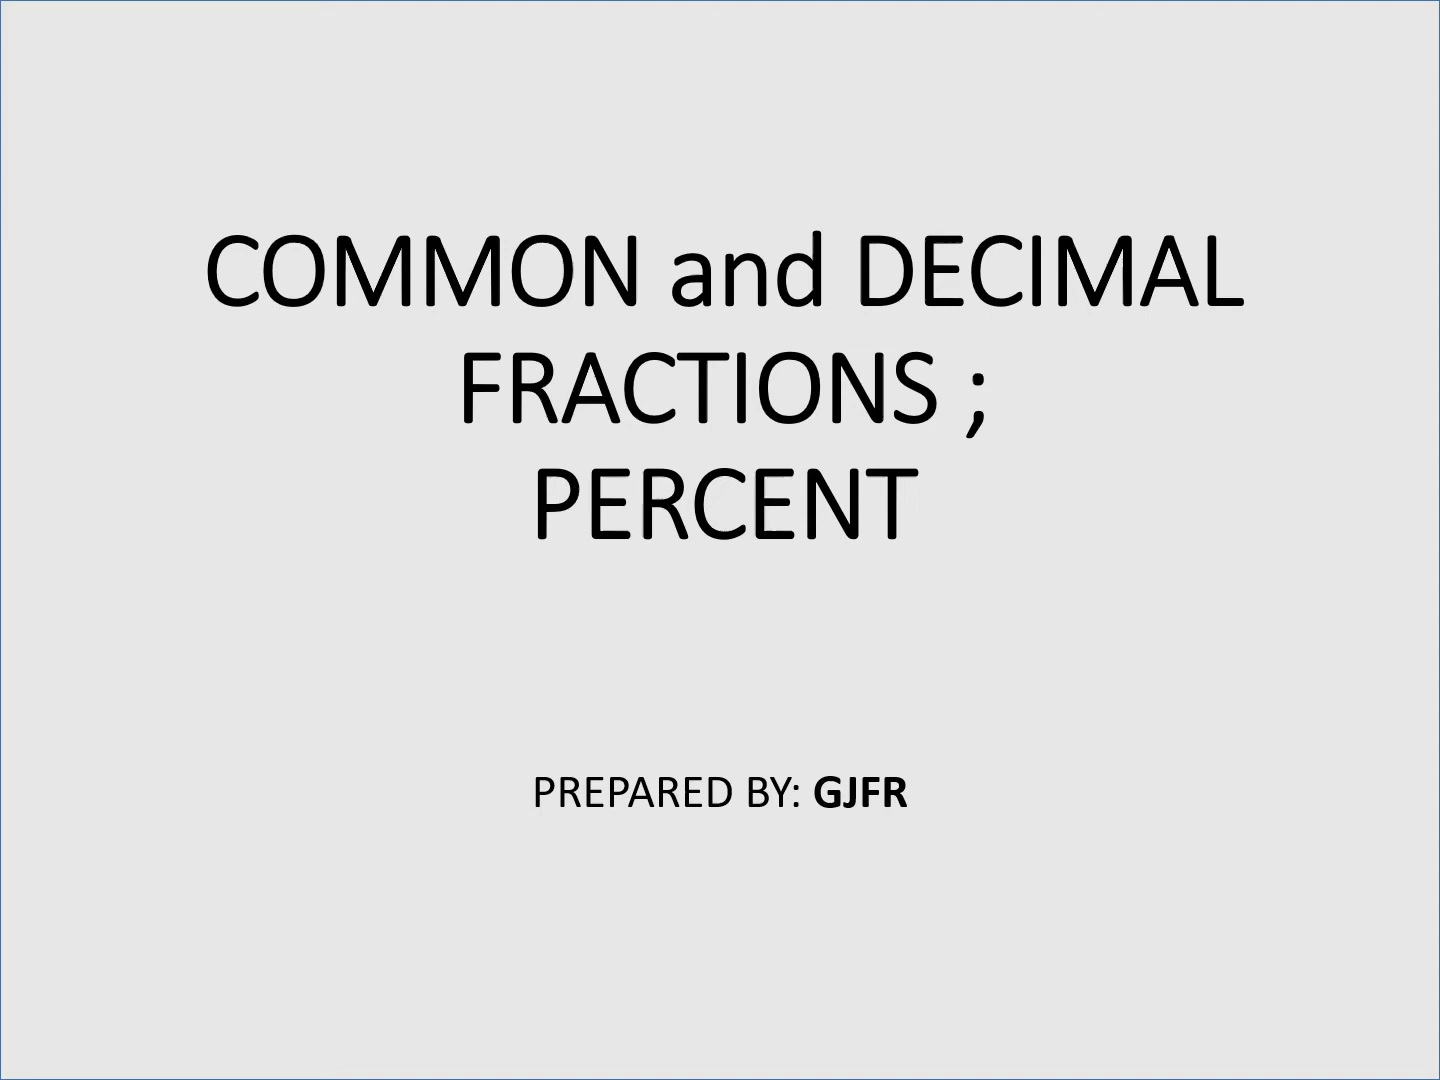 COMMON and DECIMAL
FRACTIONS ;
PERCENT
PREPARED BY: GJFR